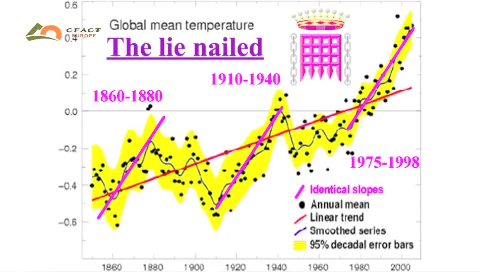 0.6
CFACT
EUROPE
Global mean temperature
The lie nailed
0.4
0.2
1910-1940
1860-1880
0.0
−0.2
1975-1998
−0.4
Identical slopes
Annual mean
Linear trend
−0.6
Smoothed series
95% decadal error bars
1860 1880 1900 1920 1940 1960 1980 2000